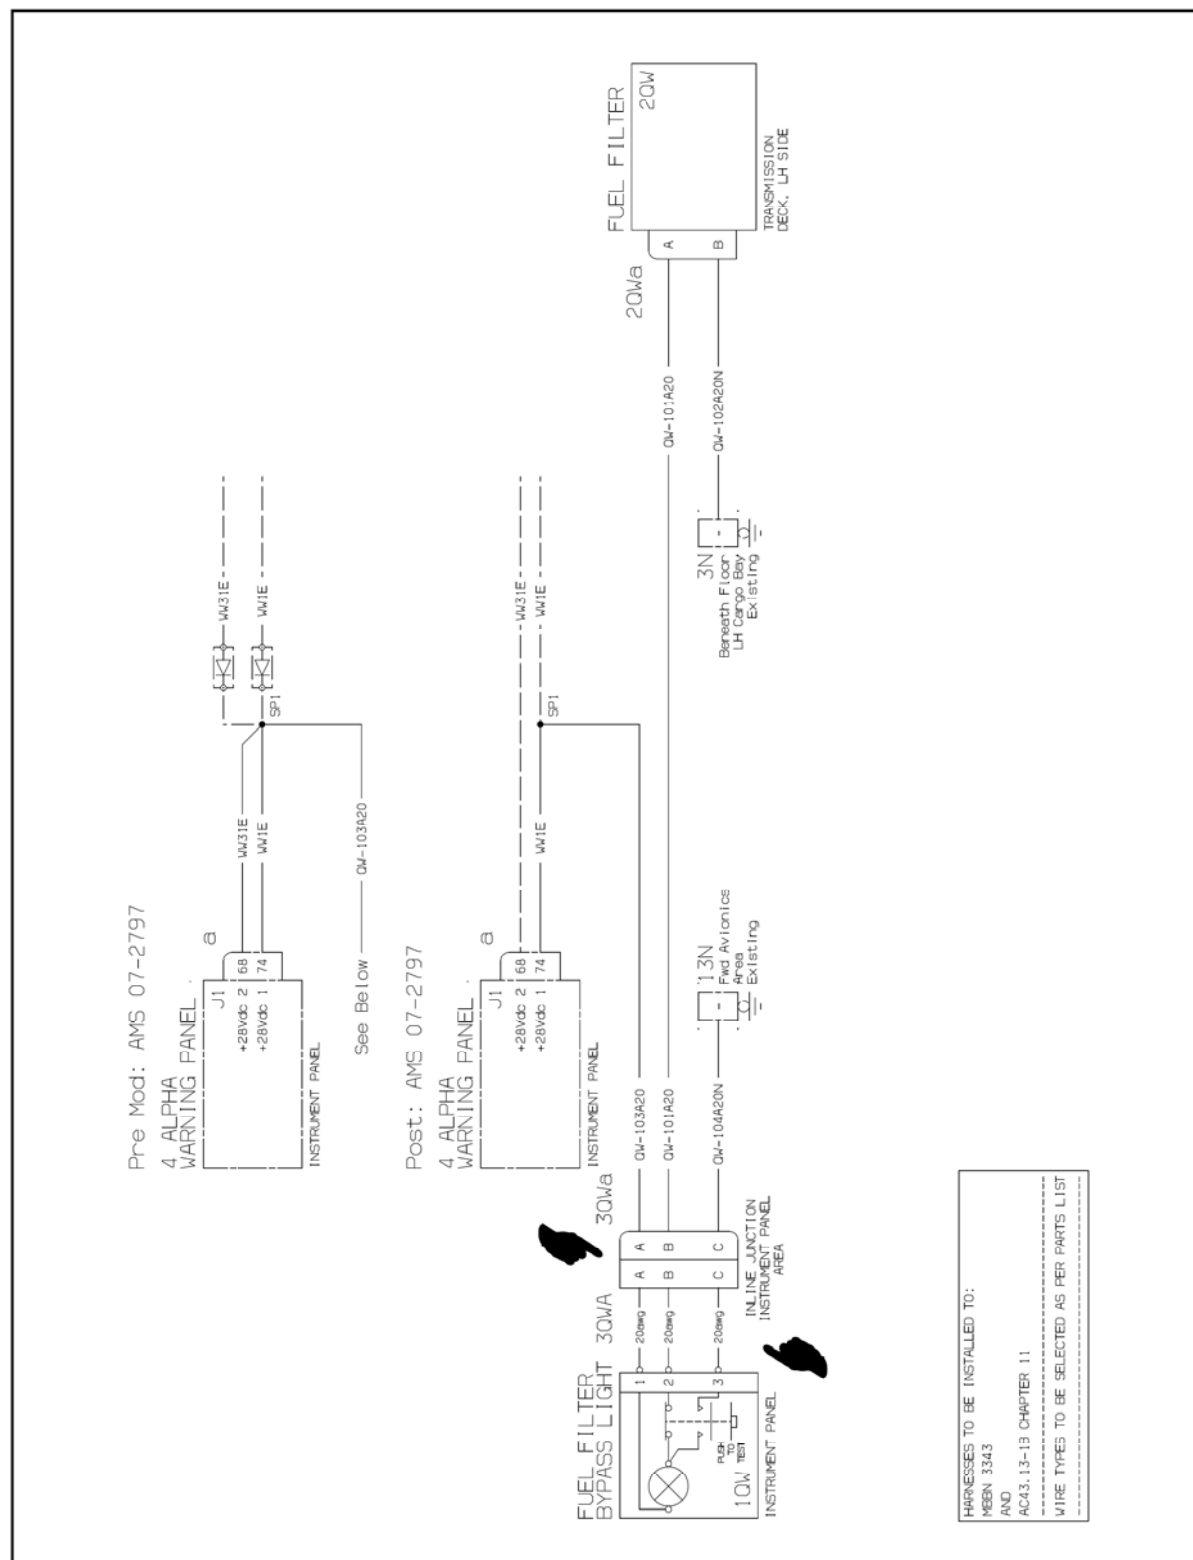 Pre Mod: AMS 07-2797
4 ALPHA
WARNING PANEL
J1
a
+28Vdc 2
68
+28Vdc 1
74
INSTRUMENT PANEL
WW31E
WW1E
SP1
WW31E
WW1E
See Below
QW-103A20
Post: AMS 07-2797
4 ALPHA
WARNING PANEL
J1
a
+28Vdc 2
68
+28Vdc 1
74
INSTRUMENT PANEL
WW1E
SP1
WW31E
WW1E
FUEL FILTER
BYPASS LIGHT
1
2
3
PUSH
TO
TEST
1QW
INSTRUMENT PANEL
20awg
20awg
20awg
3QWA
3QWa
A
A
B
B
C
C
INLINE JUNCTION
INSTRUMENT PANEL
AREA
QW-103A20
QW-101A20
QW-104A20N
13N
Fwd Avionics
Area
Existing
3N
Beneath Floor
LH Cargo Bay
Existing
QW-101A20
QW-102A20N
2QWa
A
B
FUEL FILTER
2QW
TRANSMISSION
DECK, LH SIDE
HARNESSES TO BE INSTALLED TO:
MBBN 3343
AND
AC43.13-1B CHAPTER 11
WIRE TYPES TO BE SELECTED AS PER PARTS LIST